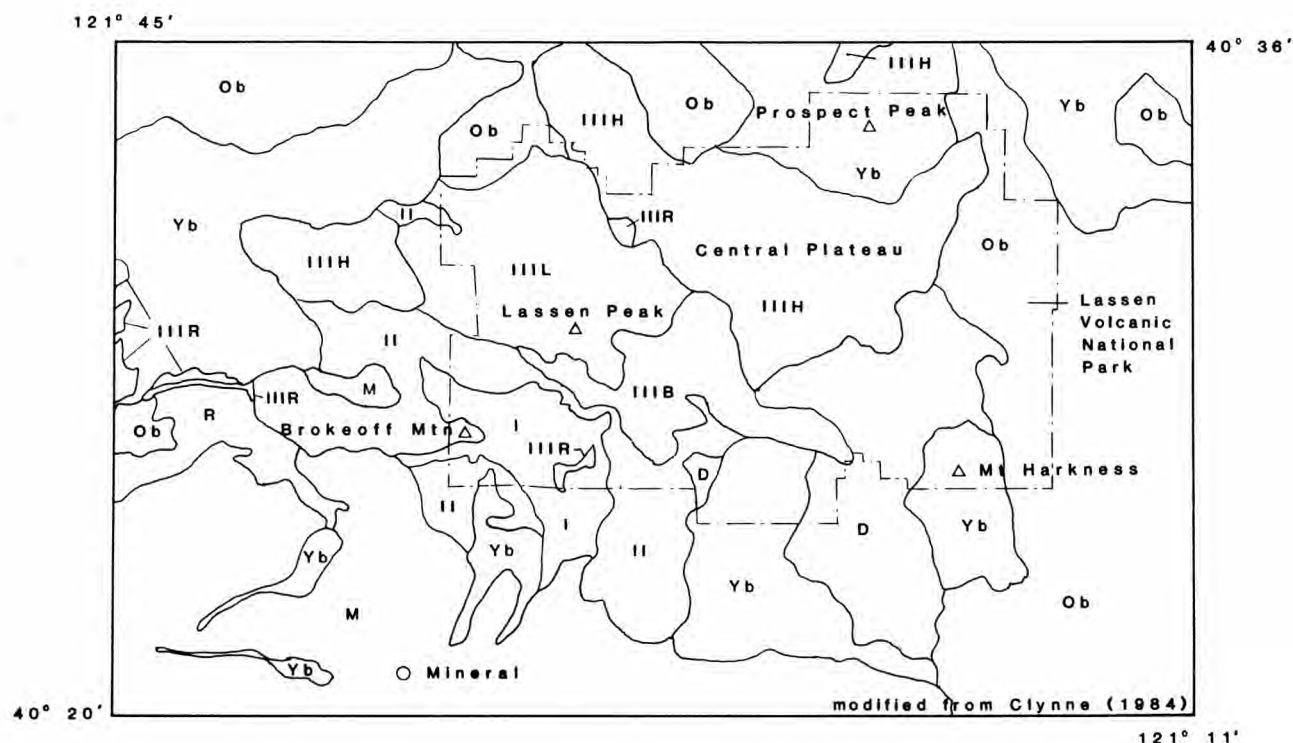 121° 45'
40° 36'
IIIH
Ob
Ob
Prospect Peak
Yb
Ob
IIIH
Ob
Yb
II
IIIR
Yb
Ob
Central Plateau
IIIH
IIIL
Lassen Peak
IIIH
Lassen
Volcanic
National
Park
IIIR
II
M
IIIR
IIIB
R
Ob
Brokeoff Mtn
I
IIIR
D
Mt Harkness
II
I
II
D
Yb
Yb
Yb
Yb
Ob
M
Yb
Mineral
40° 20'
modified from Clynne (1984)
121° 11'